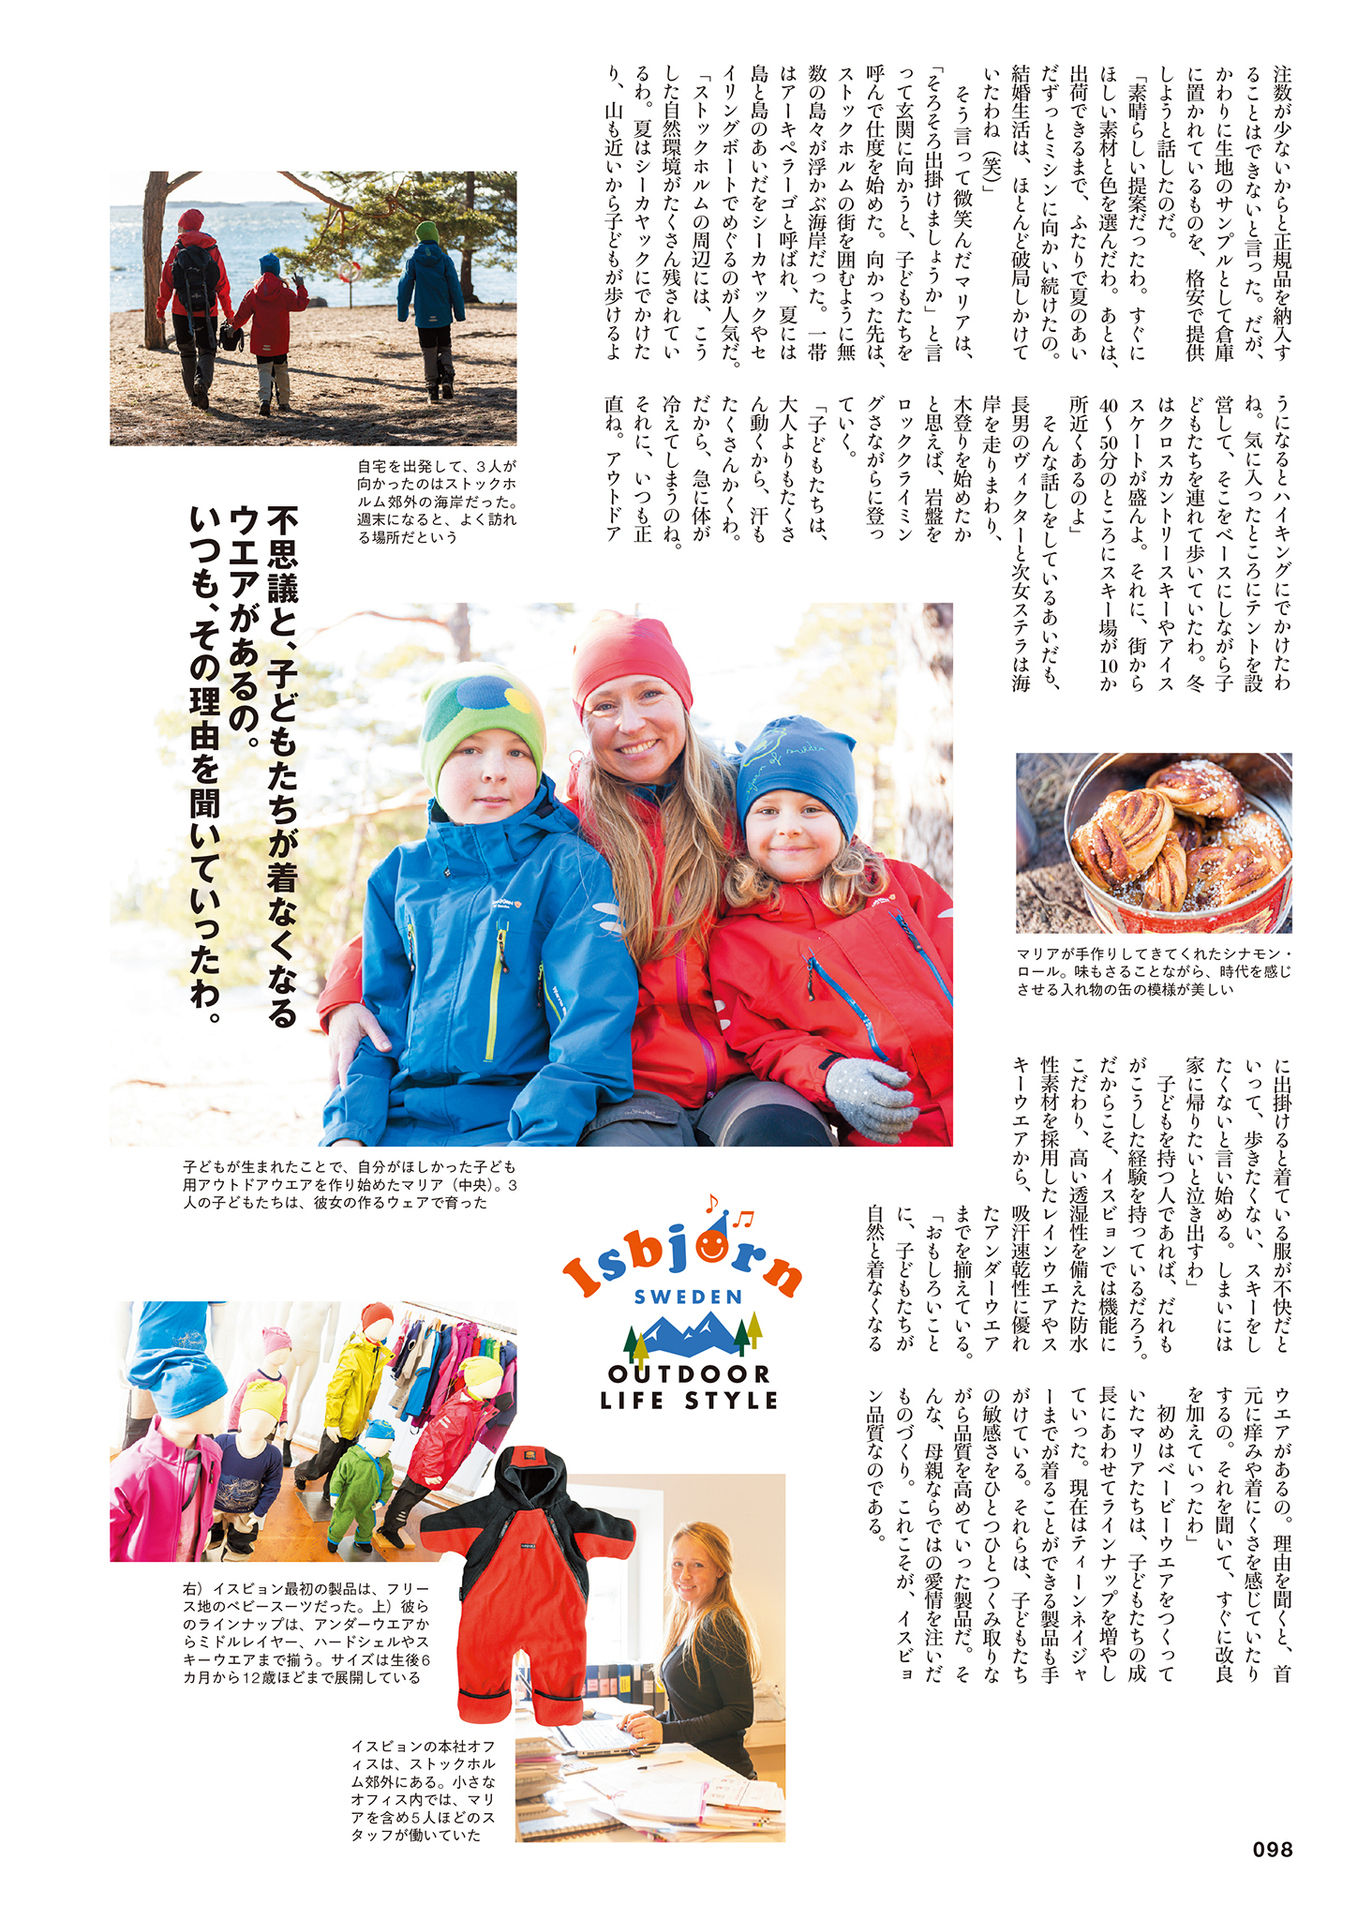 注数が少ないからと正規品を納入す
ることはできないと言った。だが、
かわりに生地のサンプルとして倉庫
に置かれているものを、格安で提供
しようと話したのだ。
「素晴らしい提案だったわ。すぐに
ほしい素材と色を選んだわ。あとは、
出荷できるまで、ふたりで夏のあい
だずっとミシンに向かい続けたの。
結婚生活は、ほとんど破局しかけて
いたわね（笑）」
そう言って微笑んだマリアは、
「そろそろ出掛けましょうか」と言
って玄関に向かうと、子どもたちを
呼んで仕度を始めた。向かった先は、
ストックホルムの街を囲むように無
数の島々が浮かぶ海岸だった。一帯
はアーキペラーゴと呼ばれ、夏には
島と島のあいだをシーカヤックやセ
イリングボートでめぐるのが人気だ。
「ストックホルムの周辺には、こう
した自然環境がたくさん残されてい
るわ。夏はシーカヤックにでかけた
り、山も近いから子どもが歩けるよ
うになるとハイキングにでかけたわ
ね。気に入ったところにテントを設
営して、そこをベースにしながら子
どもたちを連れて歩いていたわ。冬
はクロスカントリースキーやアイス
スケートが盛んよ。それに、街から
40〜50分のところにスキー場が10か
所近くあるのよ」
そんな話しをしているあいだも、
長男のヴィクターと次女ステラは海
岸を走りまわり、
木登りを始めたか
と思えば、岩盤を
ロッククライミン
グさながらに登っ
ていく。
「子どもたちは、
大人よりもたくさ
ん動くから、汗も
たくさんかくわ。
だから、急に体が
冷えてしまうのね。
それに、いつも正
直ね。アウトドア
自宅を出発して、3人が
向かったのはストックホ
ルム郊外の海岸だった。
週末になると、よく訪れ
る場所だという
不思議と、子どもたちが着なくなる
ウエアがあるの。
いつも、その理由を聞いていったわ。
マリアが手作りしてきてくれたシナモン・
ロール。味もさることながら、時代を感じ
させる入れ物の缶の模様が美しい
に出掛けると着ている服が不快だと
いって、歩きたくない、スキーをし
たくないと言い始める。しまいには
家に帰りたいと泣き出すわ」
子どもを持つ人であれば、だれも
がこうした経験を持っているだろう。
だからこそ、イスビョンでは機能に
こだわり、高い透湿性を備えた防水
性素材を採用したレインウエアやス
キーウエアから、吸汗速乾性に優れ
たアンダーウエア
までを揃えている。
「おもしろいこと
に、子どもたちが
自然と着なくなる
ウエアがあるの。理由を聞くと、首
元に痒みや着にくさを感じていたり
するの。それを聞いて、すぐに改良
を加えていったわ」
初めはベービーウエアをつくって
いたマリアたちは、子どもたちの成
長にあわせてラインナップを増やし
ていった。現在はティーンネイジャ
ーまでが着ることができる製品も手
がけている。それらは、子どもたち
の敏感さをひとつひとつくみ取りな
がら品質を高めていった製品だ。そ
んな、母親ならではの愛情を注いだ
ものづくり。これこそが、イスビョ
ン品質なのである。
子どもが生まれたことで、自分がほしかった子ども
用アウトドアウエアを作り始めたマリア（中央）。3
人の子どもたちは、彼女の作るウェアで育った
Isbjörn
SWEDEN
OUTDOOR
LIFE STYLE
右）イスビョン最初の製品は、フリー
ス地のベビースーツだった。上）彼ら
のラインナップは、アンダーウエアか
らミドルレイヤー、ハードシェルやス
キーウエアまで揃う。サイズは生後6
カ月から12歳ほどまで展開している
イスビョンの本社オフ
ィスは、ストックホル
ム郊外にある。小さな
オフィス内では、マリ
アを含め5人ほどのス
タッフが働いていた
098